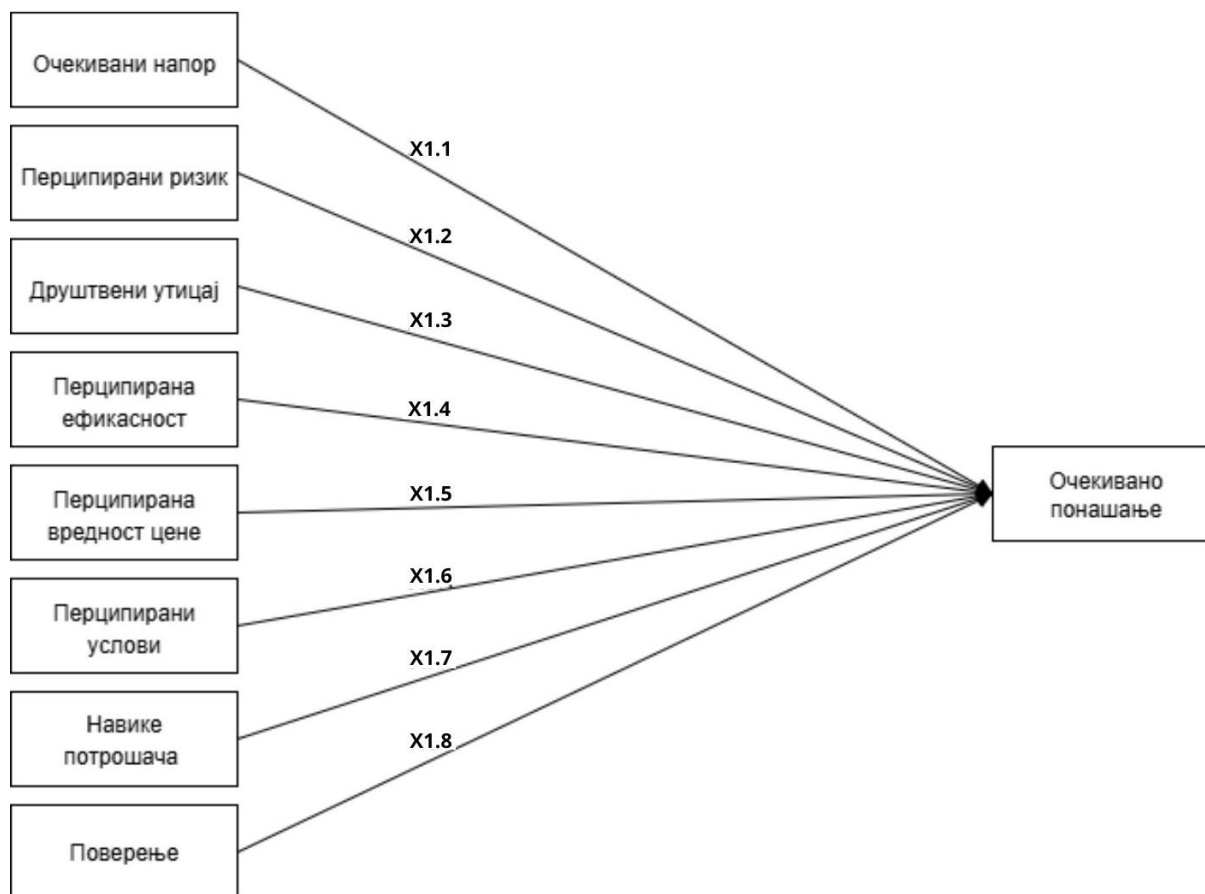 Очекивани напор
X1.1
Перципирани ризик
X1.2
Друштвени утицај
X1.3
Перципирана
ефикасност
X1.4
Перципирана
вредност цене
X1.5
Очекивано
понашање
Перципирани
услови
X1.6
Навике
потрошача
X1.7
Поверење
X1.8